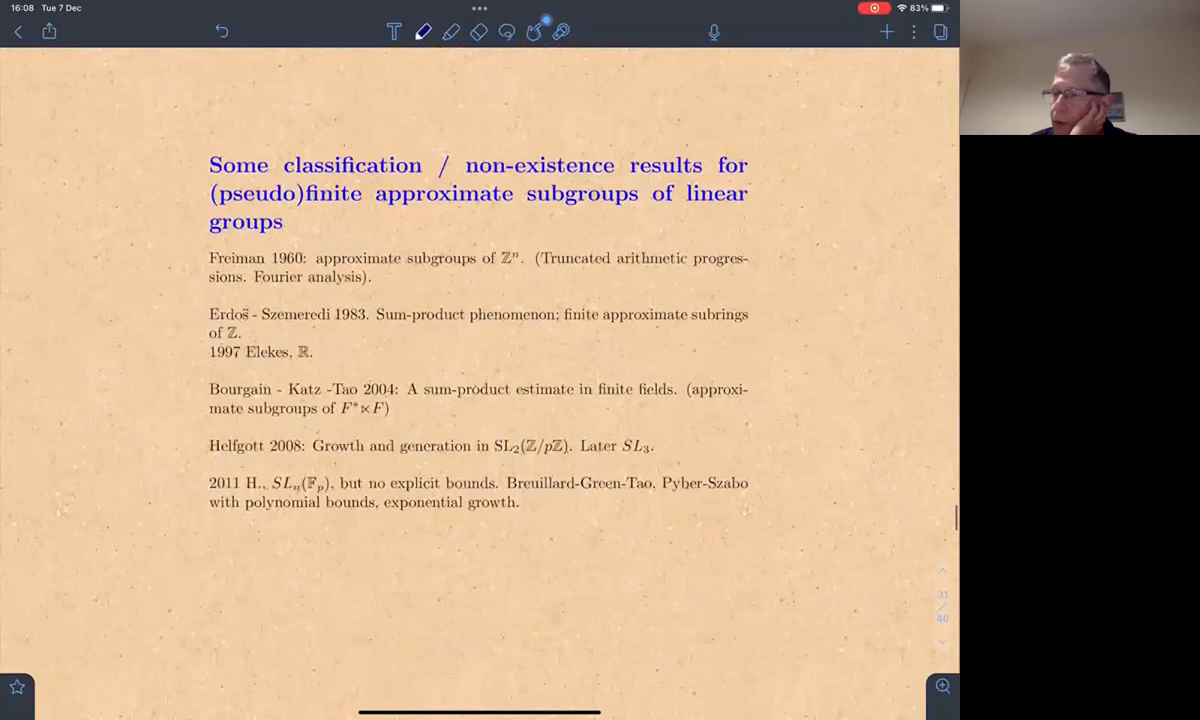 16:08 Tue 7 Dec
83%
Some classification / non-existence results for
(pseudo)finite approximate subgroups of linear
groups
Freiman 1960: approximate subgroups of ℤⁿ. (Truncated arithmetic progres-
sions. Fourier analysis).
Erdos̋ - Szemeredi 1983. Sum-product phenomenon; finite approximate subrings
of ℤ.
1997 Elekes, ℝ.
Bourgain - Katz -Tao 2004: A sum-product estimate in finite fields. (approxi-
mate subgroups of F*⋉F)
Helfgott 2008: Growth and generation in SL₂(ℤ/pℤ). Later SL₃.
2011 H., SLₙ(𝔽ₚ), but no explicit bounds. Breuillard-Green-Tao, Pyber-Szabo
with polynomial bounds, exponential growth.
31
/
40